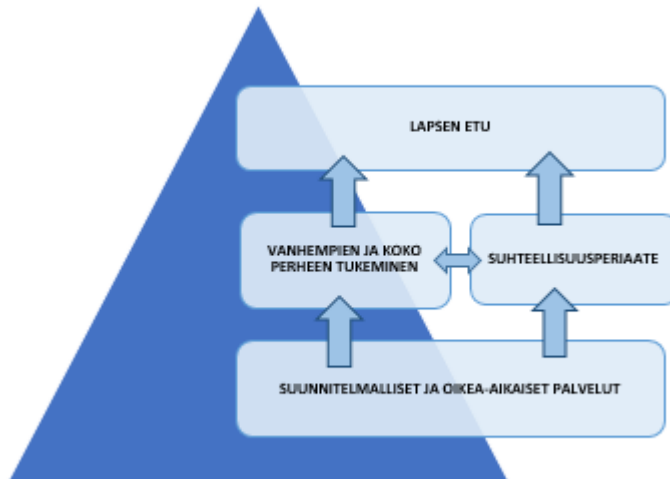 LAPSEN ETU
VANHEMPIEN JA KOKO
PERHEEN TUKEMINEN
SUHTEELLISUUSPERIAATE
SUUNNITELMALLISET JA OIKEA-AIKAISET PALVELUT